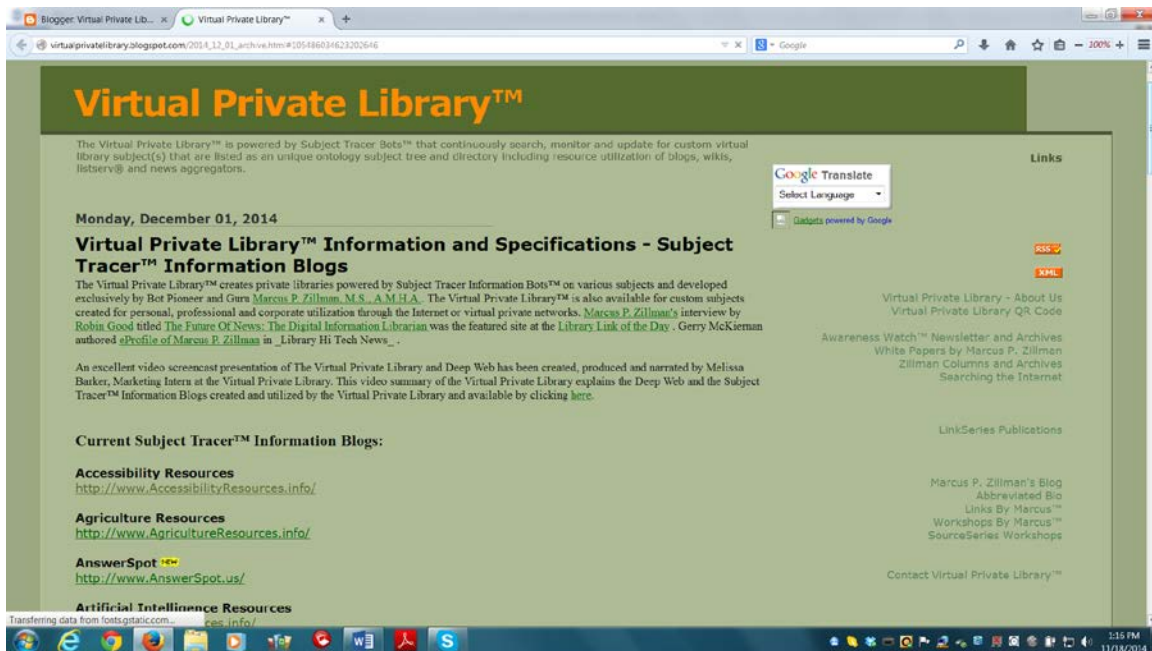 Blogger: Virtual Private Lib...
Virtual Private Library™
virtualprivatelibrary.blogspot.com/2014_12_01_archive.html#105486034623202646
Google
100%
Virtual Private Library™
The Virtual Private Library™ is powered by Subject Tracer Bots™ that continuously search, monitor and update for custom virtual
library subject(s) that are listed as an unique ontology subject tree and directory including resource utilization of blogs, wikis,
listserv® and news aggregators.
Links
Google Translate
Select Language
Gadgets powered by Google
Monday, December 01, 2014
Virtual Private Library™ Information and Specifications - Subject
Tracer™ Information Blogs
The Virtual Private Library™ creates private libraries powered by Subject Tracer Information Bots™ on various subjects and developed
exclusively by Bot Pioneer and Guru Marcus P. Zillman, M.S., A.M.H.A. The Virtual Private Library™ is also available for custom subjects
created for personal, professional and corporate utilization through the Internet or virtual private networks. Marcus P. Zillman's interview by
Robin Good titled The Future Of News: The Digital Information Librarian was the featured site at the Library Link of the Day . Gerry McKiernan
authored eProfile of Marcus P. Zillman in _Library Hi Tech News_ .
An excellent video screencast presentation of The Virtual Private Library and Deep Web has been created, produced and narrated by Melissa
Barker, Marketing Intern at the Virtual Private Library. This video summary of the Virtual Private Library explains the Deep Web and the Subject
Tracer™ Information Blogs created and utilized by the Virtual Private Library and available by clicking here.
Current Subject Tracer™ Information Blogs:
Accessibility Resources
http://www.AccessibilityResources.info/
Agriculture Resources
http://www.AgricultureResources.info/
AnswerSpot NEW
http://www.AnswerSpot.us/
Artificial Intelligence Resources
ces.info/
RSS
XML
Virtual Private Library - About Us
Virtual Private Library QR Code
Awareness Watch™ Newsletter and Archives
White Papers by Marcus P. Zillman
Zillman Columns and Archives
Searching the Internet
LinkSeries Publications
Marcus P. Zillman's Blog
Abbreviated Bio
Links By Marcus™
Workshops By Marcus™
SourceSeries Workshops
Contact Virtual Private Library™
Transferring data from fonts.gstatic.com...
1:16 PM
11/18/2014